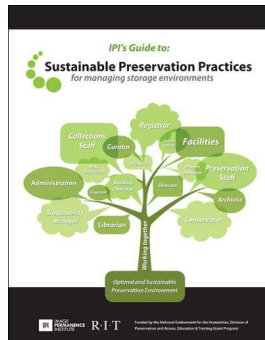 IPI's Guide to:
Sustainable Preservation Practices
for managing storage environments
Registrar
Collections
Staff
Curator
Facilities
Preservation
Staff
Administration
Director
Archivist
Sustainability
Manager
Librarian
Conservator
Working together
Optimal and Sustainable
Preservation Environment
IPI
IMAGE
PERMANENCE
INSTITUTE
R·I·T
Funded by the National Endowment for the Humanities, Division of
Preservation and Access, Education & Training Grant Program